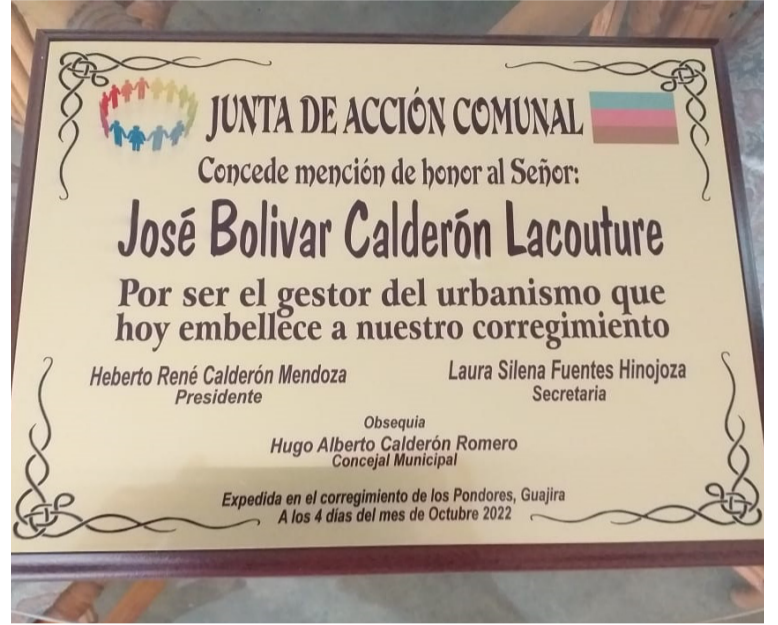 JUNTA DE ACCIÓN COMUNAL
Concede mención de honor al Señor:
José Bolivar Calderón Lacouture
Por ser el gestor del urbanismo que
hoy embellece a nuestro corregimiento
Heberto René Calderón Mendoza
Presidente
Laura Silena Fuentes Hinojoza
Secretaria
Obsequia
Hugo Alberto Calderón Romero
Concejal Municipal
Expedida en el corregimiento de los Pondores, Guajira
A los 4 días del mes de Octubre 2022